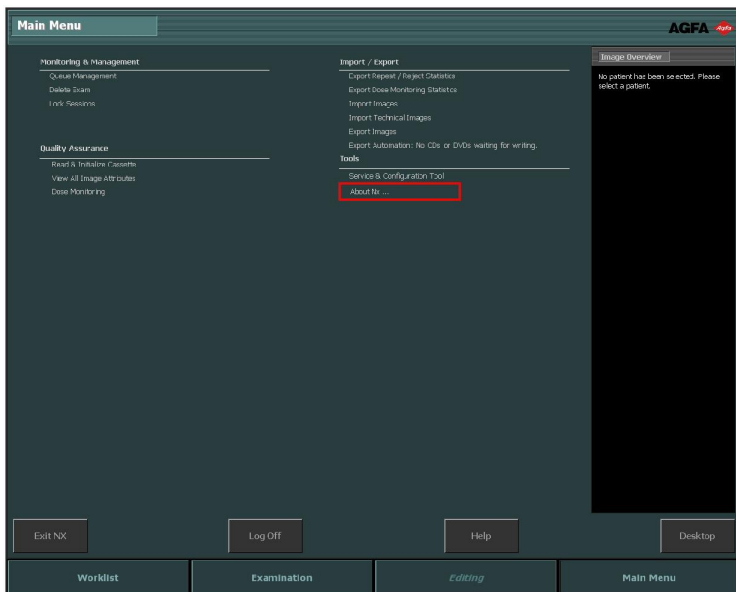 Main Menu
AGFA Agfa
Monitoring & Management
Queue Management
Delete Exam
Lock Sessions
Quality Assurance
Read & Initialize Cassette
View All Image Attributes
Dose Monitoring
Import / Export
Export Repeat / Reject Statistics
Export Dose Monitoring Statistics
Import Images
Import Technical Images
Export Images
Export Automation: No CDs or DVDs waiting for writing.
Tools
Service & Configuration Tool
About Nx ...
Image Overview
No patient has been selected. Please
select a patient.
Exit NX
Log Off
Help
Desktop
Worklist
Examination
Editing
Main Menu